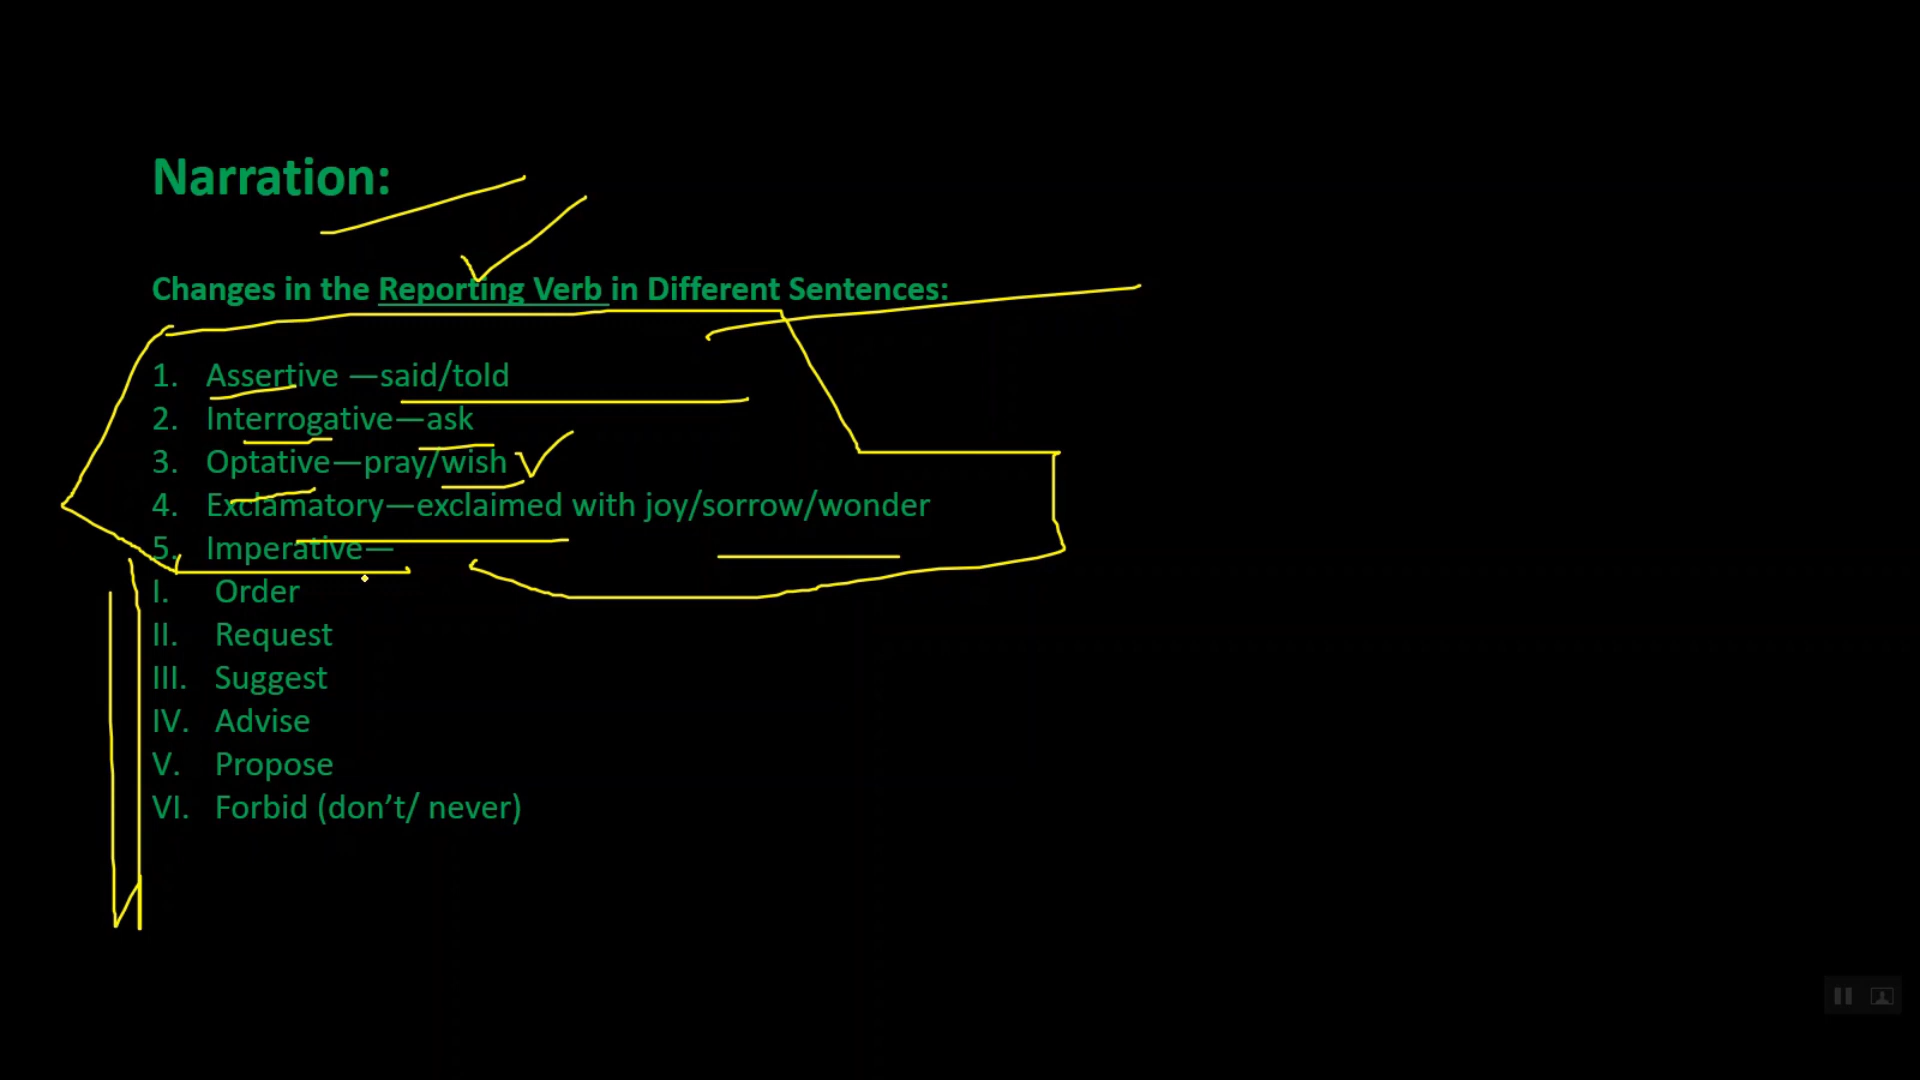 Narration:
Changes in the Reporting Verb in Different Sentences:
1. Assertive —said/told
2. Interrogative—ask
3. Optative—pray/wish
4. Exclamatory—exclaimed with joy/sorrow/wonder
5. Imperative—
I. Order
II. Request
III. Suggest
IV. Advise
V. Propose
VI. Forbid (don’t/ never)